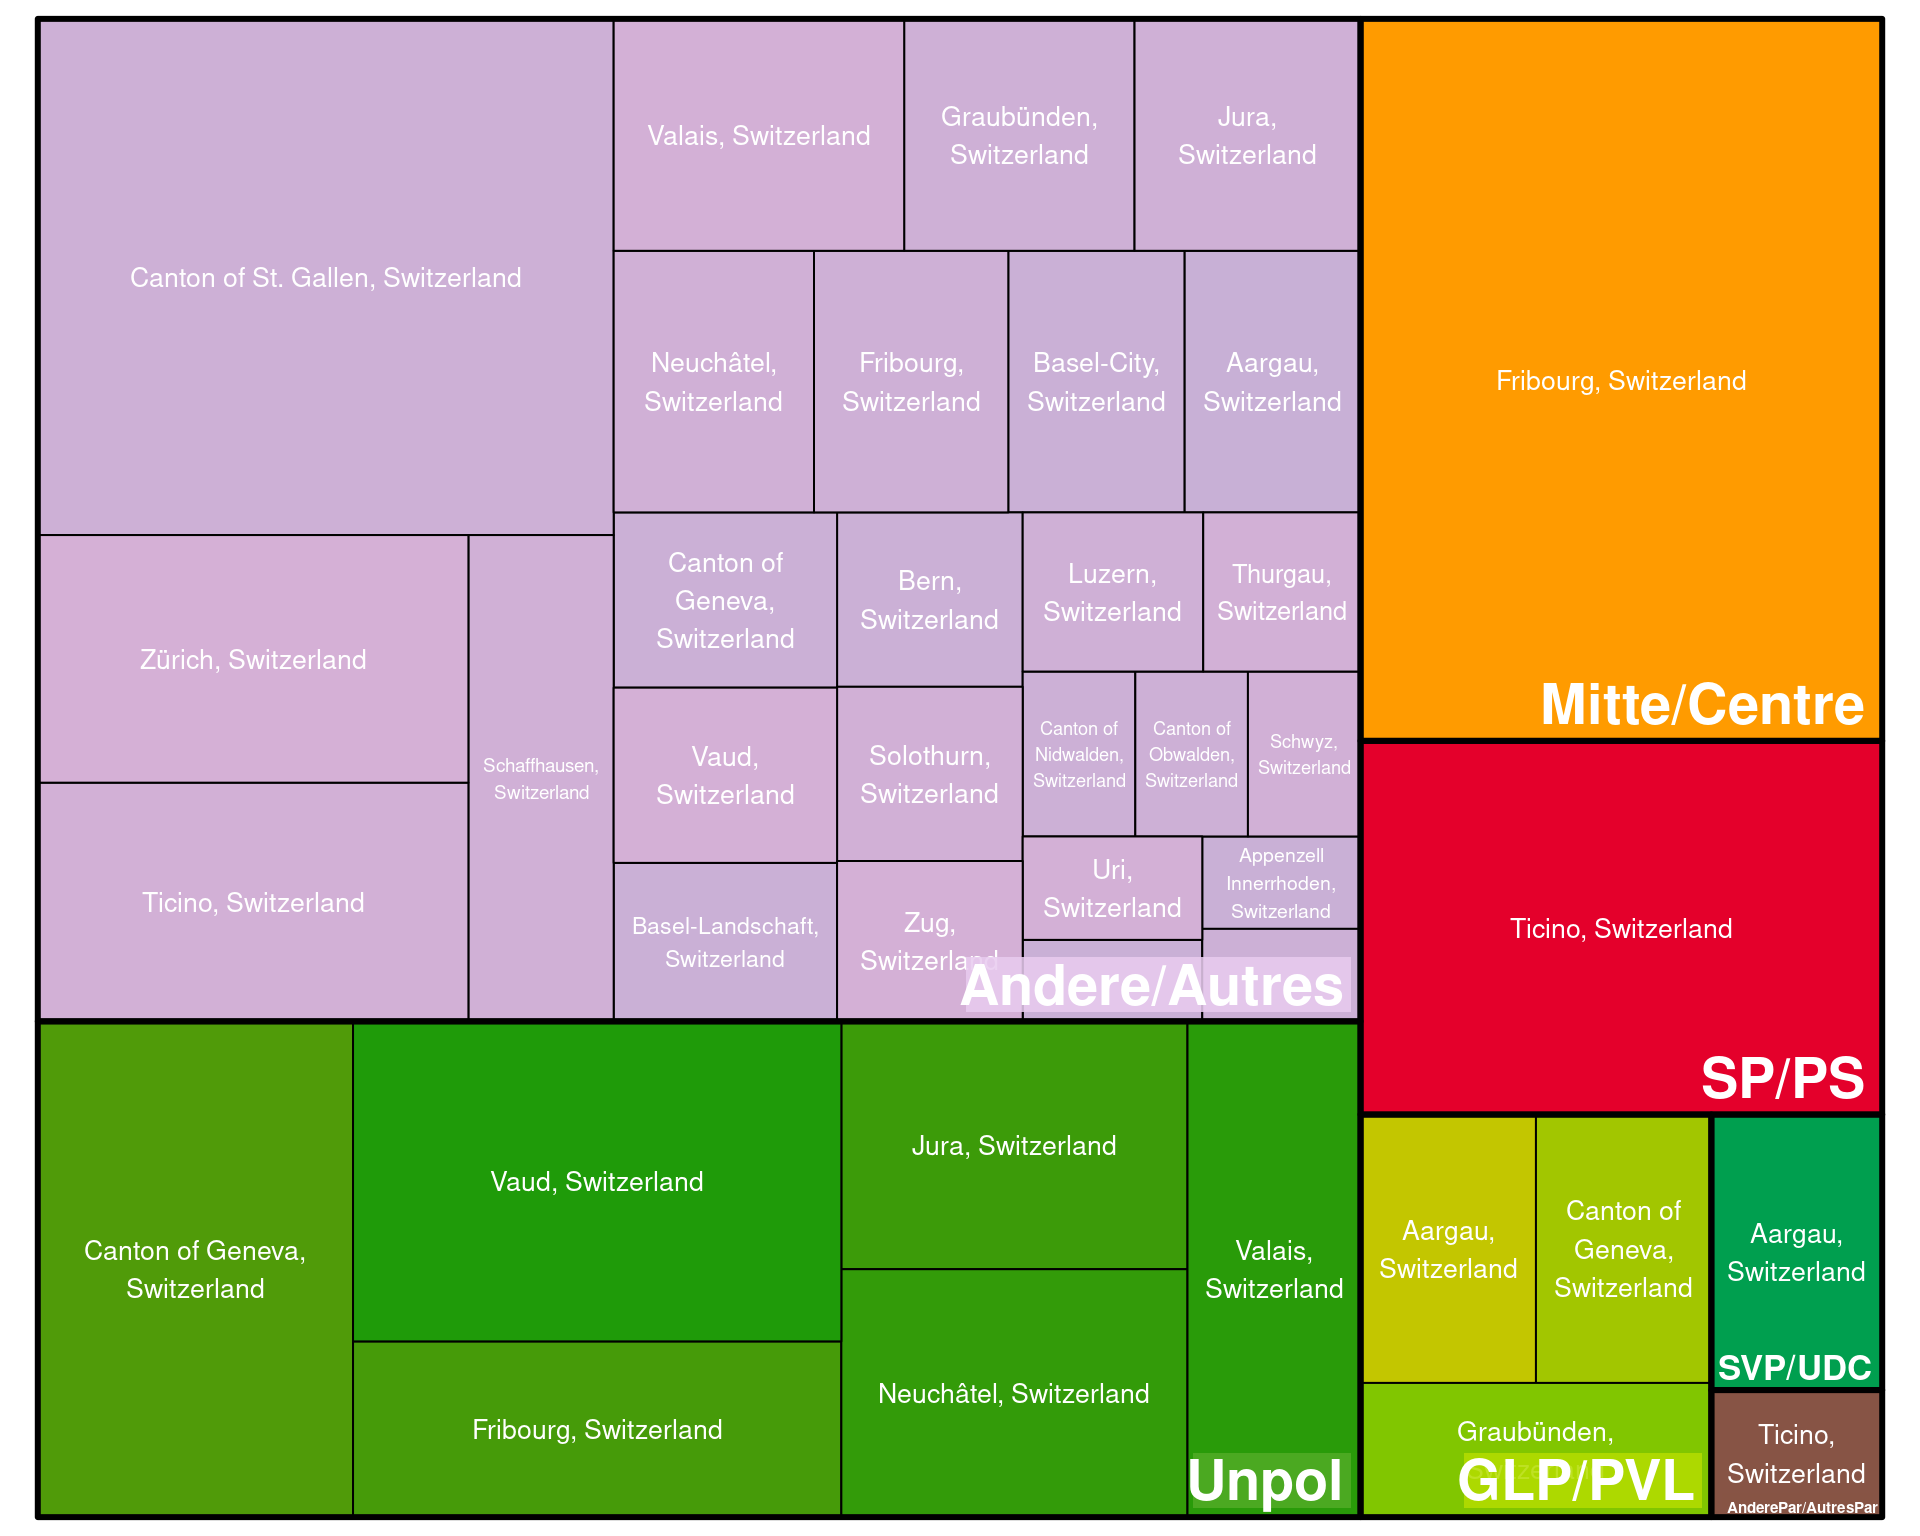 Canton of St. Gallen, Switzerland
Valais, Switzerland
Graubünden,
Switzerland
Jura,
Switzerland
Neuchâtel,
Switzerland
Fribourg,
Switzerland
Basel-City,
Switzerland
Aargau,
Switzerland
Zürich, Switzerland
Ticino, Switzerland
Schaffhausen,
Switzerland
Canton of
Geneva,
Switzerland
Bern,
Switzerland
Luzern,
Switzerland
Thurgau,
Switzerland
Vaud,
Switzerland
Solothurn,
Switzerland
Canton of
Nidwalden,
Switzerland
Canton of
Obwalden,
Switzerland
Schwyz,
Switzerland
Basel-Landschaft,
Switzerland
Zug,
Switzerland
Uri,
Switzerland
Appenzell
Innerrhoden,
Switzerland
Andere/Autres
Fribourg, Switzerland
Mitte/Centre
Ticino, Switzerland
SP/PS
Canton of Geneva,
Switzerland
Vaud, Switzerland
Fribourg, Switzerland
Jura, Switzerland
Neuchâtel, Switzerland
Valais,
Switzerland
Unpol
Aargau,
Switzerland
Canton of
Geneva,
Switzerland
Graubünden,
Switzerland
GLP/PVL
Aargau,
Switzerland
SVP/UDC
Ticino,
Switzerland
AnderePar/AutresPar